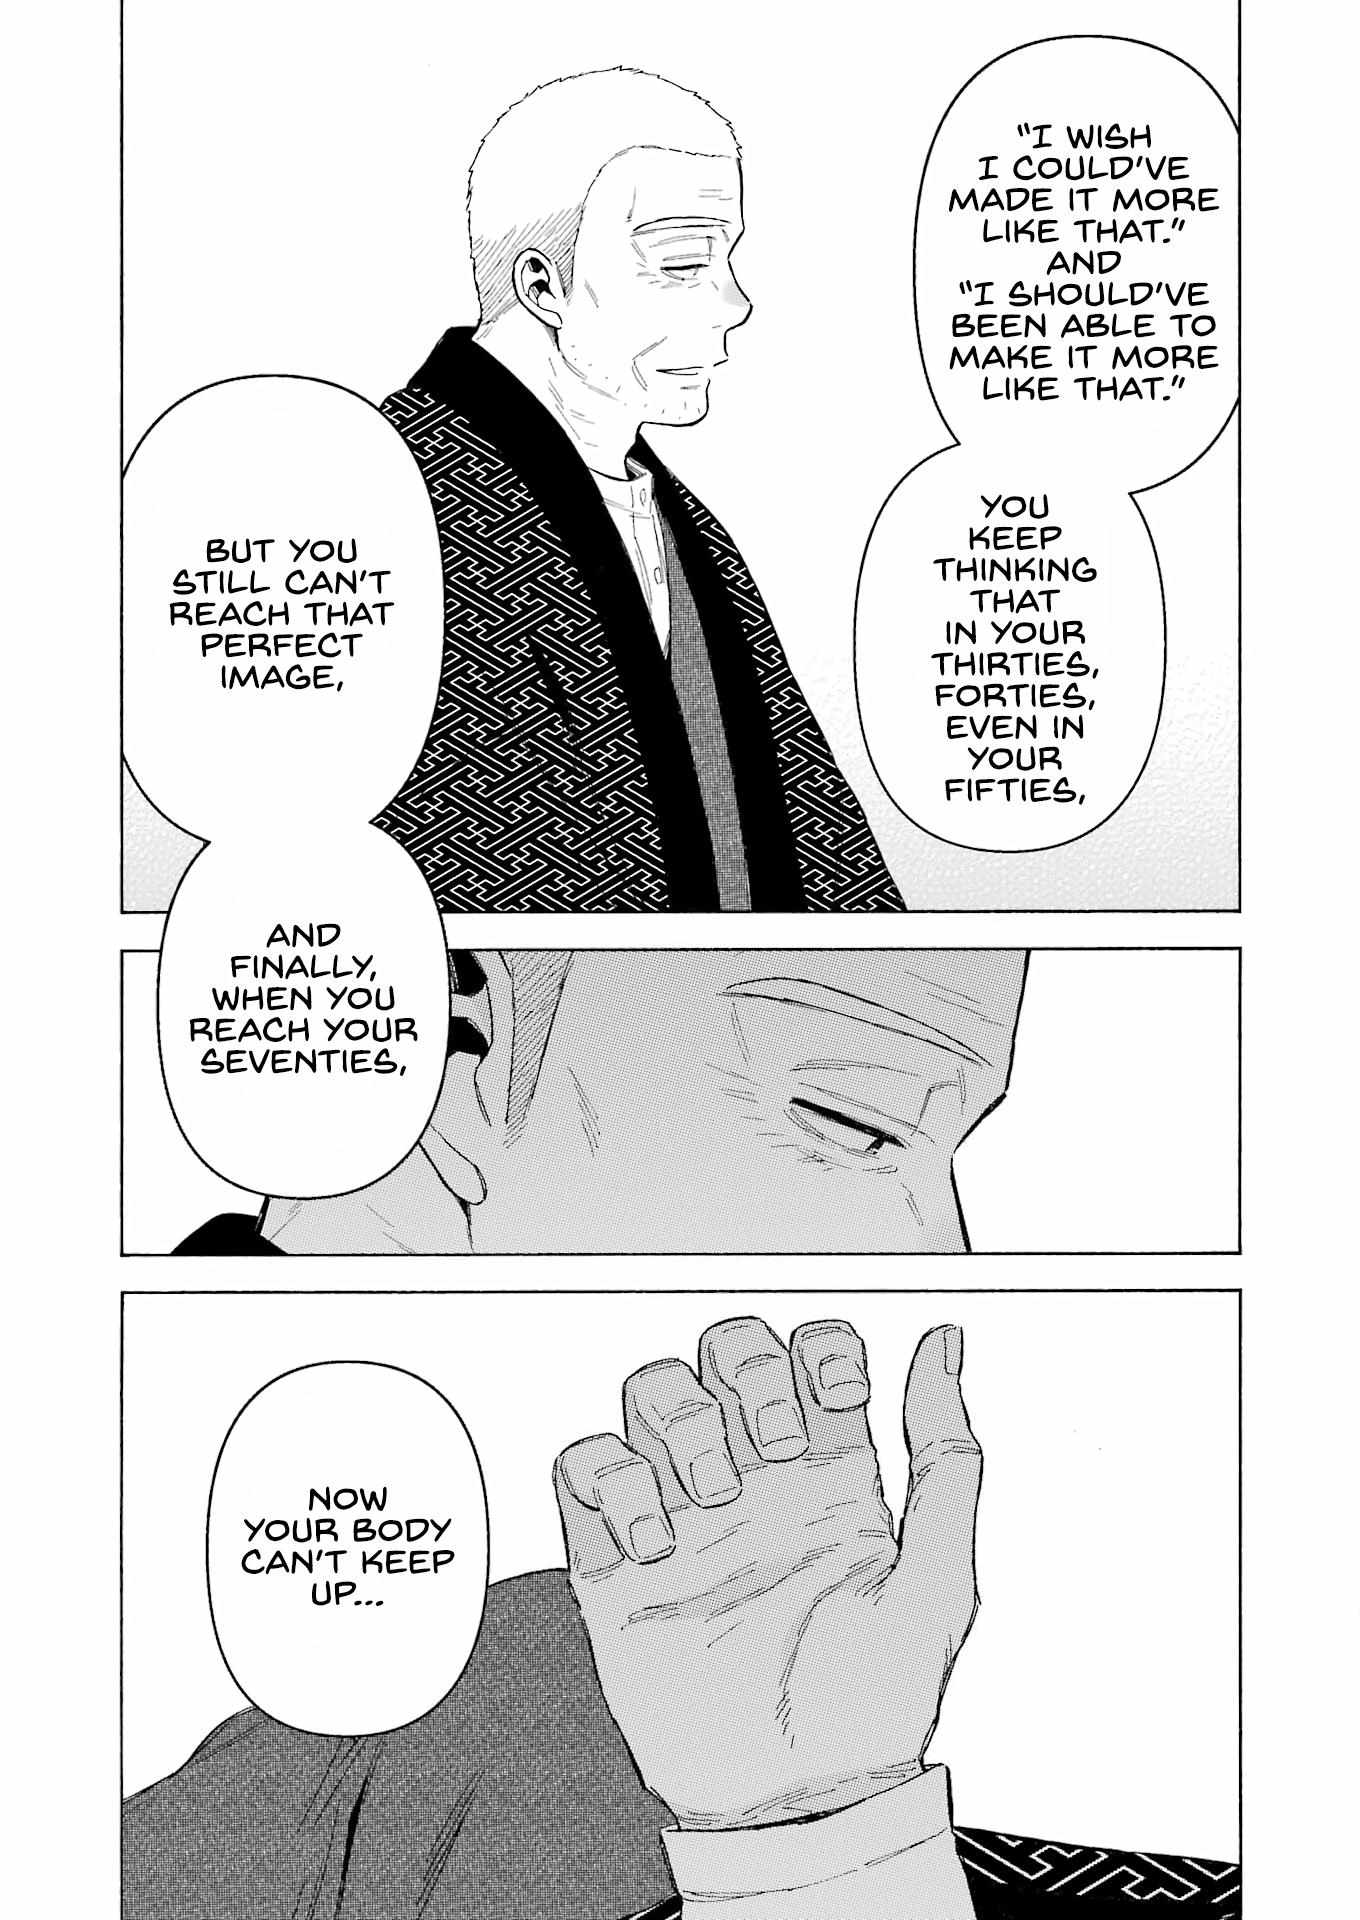 "I WISH
I COULD'VE
MADE IT MORE
LIKE THAT."
AND
"I SHOULD'VE
BEEN ABLE TO
MAKE IT MORE
LIKE THAT."
YOU
KEEP
THINKING
THAT
IN YOUR
THIRTIES,
FORTIES,
EVEN IN
YOUR
FIFTIES,
BUT YOU
STILL CAN'T
REACH THAT
PERFECT
IMAGE,
AND
FINALLY,
WHEN YOU
REACH YOUR
SEVENTIES,
NOW
YOUR BODY
CAN'T KEEP
UP...